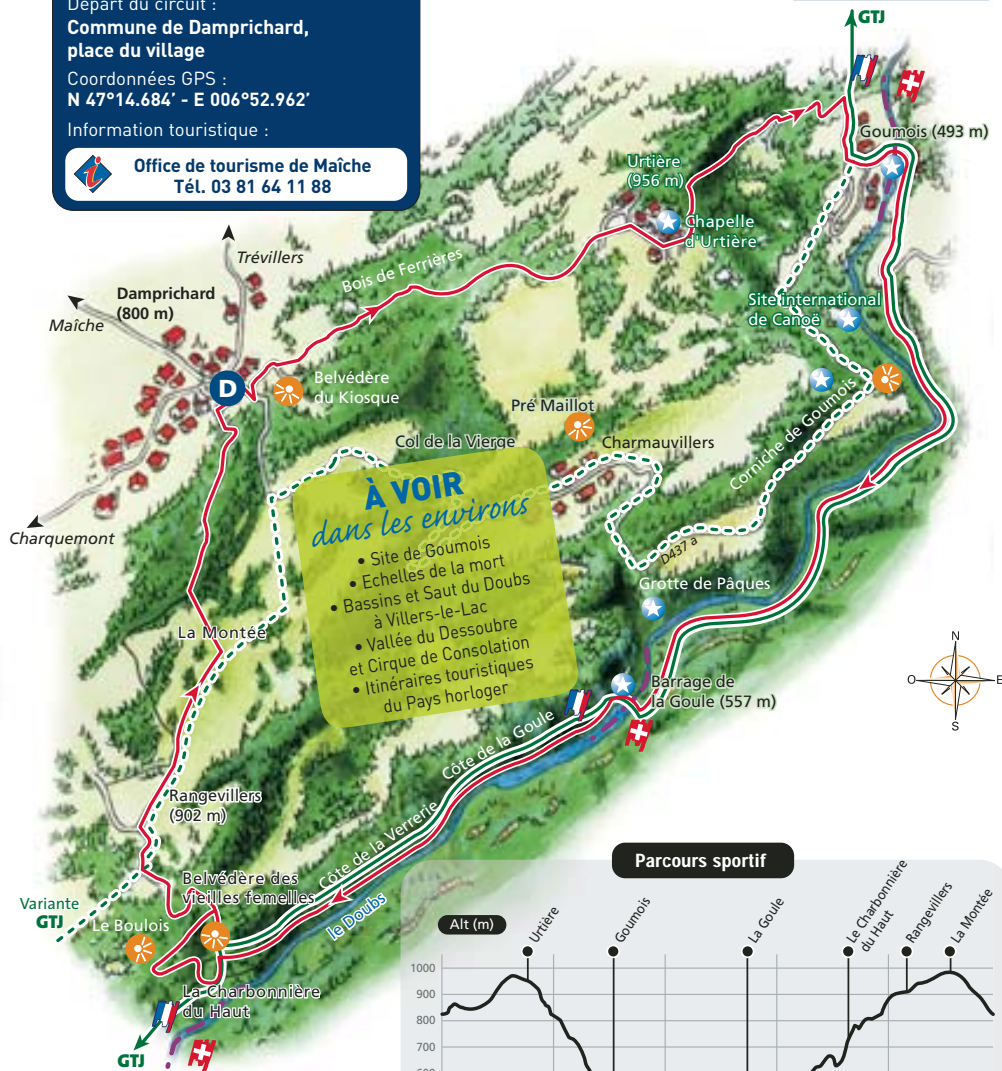 Départ du circuit :
Commune de Damprichard,
place du village
Coordonnées GPS :
N 47°14.684’ - E 006°52.962’
Information touristique :
i
Office de tourisme de Maîche
Tél. 03 81 64 11 88
GTJ
Goumois (493 m)
Urtière
(956 m)
Chapelle
d'Urtière
Trévillers
Bois de Ferrières
Damprichard
(800 m)
Maîche
Site international
de Canoë
D
Belvédère
du Kiosque
Pré Maillot
Corniche de Goumois
Col de la Vierge
Charmauvillers
Charquemont
À VOIR
dans les environs
• Site de Goumois
• Echelles de la mort
• Bassins et Saut du Doubs
à Villers-le-Lac
• Vallée du Dessoubre
et Cirque de Consolation
• Itinéraires touristiques
du Pays horloger
D437 a
Grotte de Pâques
La Montée
N
O
E
S
Barrage de
la Goule (557 m)
Côte de la Goule
Rangevillers
(902 m)
Côte de la Verrerie
Belvédère des
vieilles femelles
le Doubs
Variante
GTJ
Le Boulois
La Charbonnière
du Haut
GTJ
Parcours sportif
Alt (m)
Urtière
Goumois
La Goule
Le Charbonnière
du Haut
Rangevillers
La Montée
1000
900
800
700
600